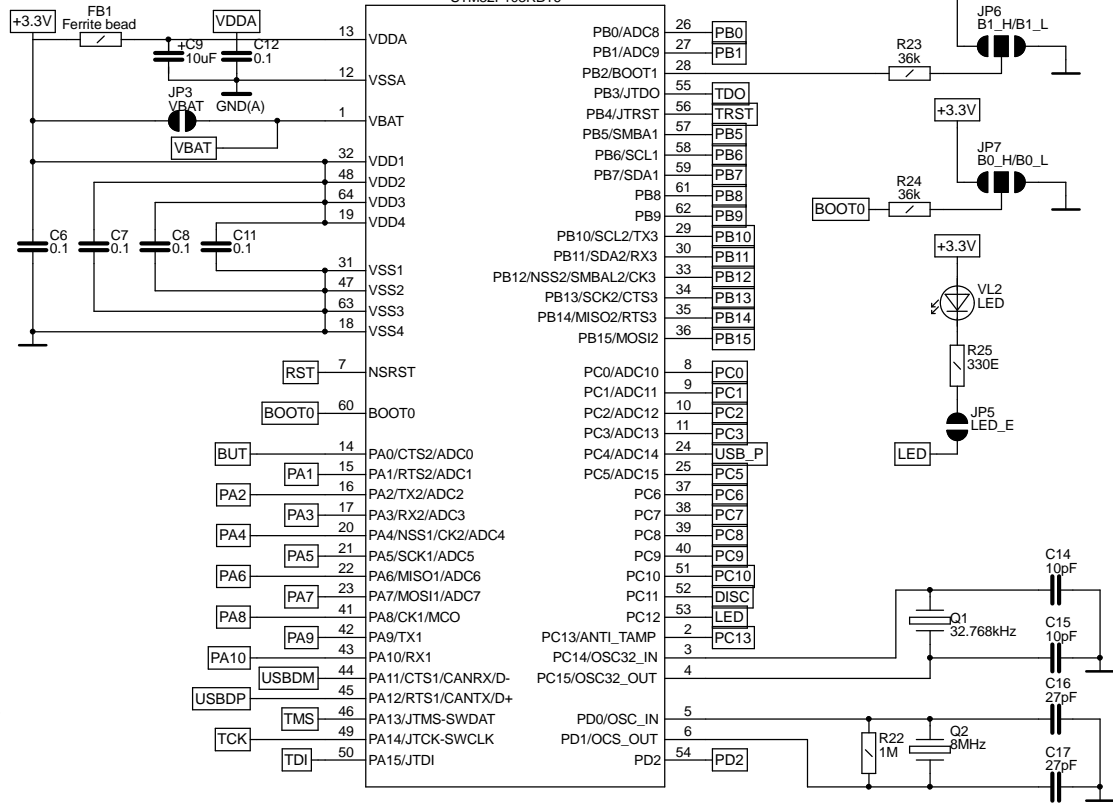 +3.3V
FB1
Ferrite bead
VDDA
+C9
10uF
C12
0.1
GND(A)
JP3
VBAT
VBAT
C6
0.1
C7
0.1
C8
0.1
C11
0.1
13 VDDA
12 VSSA
1 VBAT
32 VDD1
48 VDD2
64 VDD3
19 VDD4
31 VSS1
47 VSS2
63 VSS3
18 VSS4
RST 7 NSRST
BOOT0 60 BOOT0
BUT 14 PA0/CTS2/ADC0
PA1 15 PA1/RTS2/ADC1
PA2 16 PA2/TX2/ADC2
PA3 17 PA3/RX2/ADC3
PA4 20 PA4/NSS1/CK2/ADC4
PA5 21 PA5/SCK1/ADC5
PA6 22 PA6/MISO1/ADC6
PA7 23 PA7/MOSI1/ADC7
PA8 41 PA8/CK1/MCO
PA9 42 PA9/TX1
PA10 43 PA10/RX1
USBDM 44 PA11/CTS1/CANRX/D-
USBDP 45 PA12/RTS1/CANTX/D+
TMS 46 PA13/JTMS-SWDAT
TCK 49 PA14/JTCK-SWCLK
TDI 50 PA15/JTDI
PB0/ADC8 26 PB0
PB1/ADC9 27 PB1
PB2/BOOT1 28
PB3/JTDO 55 TDO
PB4/JTRST 56 TRST
PB5/SMBA1 57 PB5
PB6/SCL1 58 PB6
PB7/SDA1 59 PB7
PB8 61 PB8
PB9 62 PB9
PB10/SCL2/TX3 29 PB10
PB11/SDA2/RX3 30 PB11
PB12/NSS2/SMBAL2/CK3 33 PB12
PB13/SCK2/CTS3 34 PB13
PB14/MISO2/RTS3 35 PB14
PB15/MOSI2 36 PB15
PC0/ADC10 8 PC0
PC1/ADC11 9 PC1
PC2/ADC12 10 PC2
PC3/ADC13 11 PC3
PC4/ADC14 24 USB_P
PC5/ADC15 25 PC5
PC6 37 PC6
PC7 38 PC7
PC8 39 PC8
PC9 40 PC9
PC10 51 PC10
PC11 52 DISC
PC12 53 LED
PC13/ANTI_TAMP 2 PC13
PC14/OSC32_IN 3
PC15/OSC32_OUT 4
PD0/OSC_IN 5
PD1/OCS_OUT 6
PD2 54 PD2
JP6
B1_H/B1_L
R23
36k
+3.3V
JP7
B0_H/B0_L
R24
36k
BOOT0
+3.3V
VL2
LED
R25
330E
JP5
LED_E
LED
C14
10pF
Q1
32.768kHz
C15
10pF
C16
27pF
R22
1M
Q2
8MHz
C17
27pF